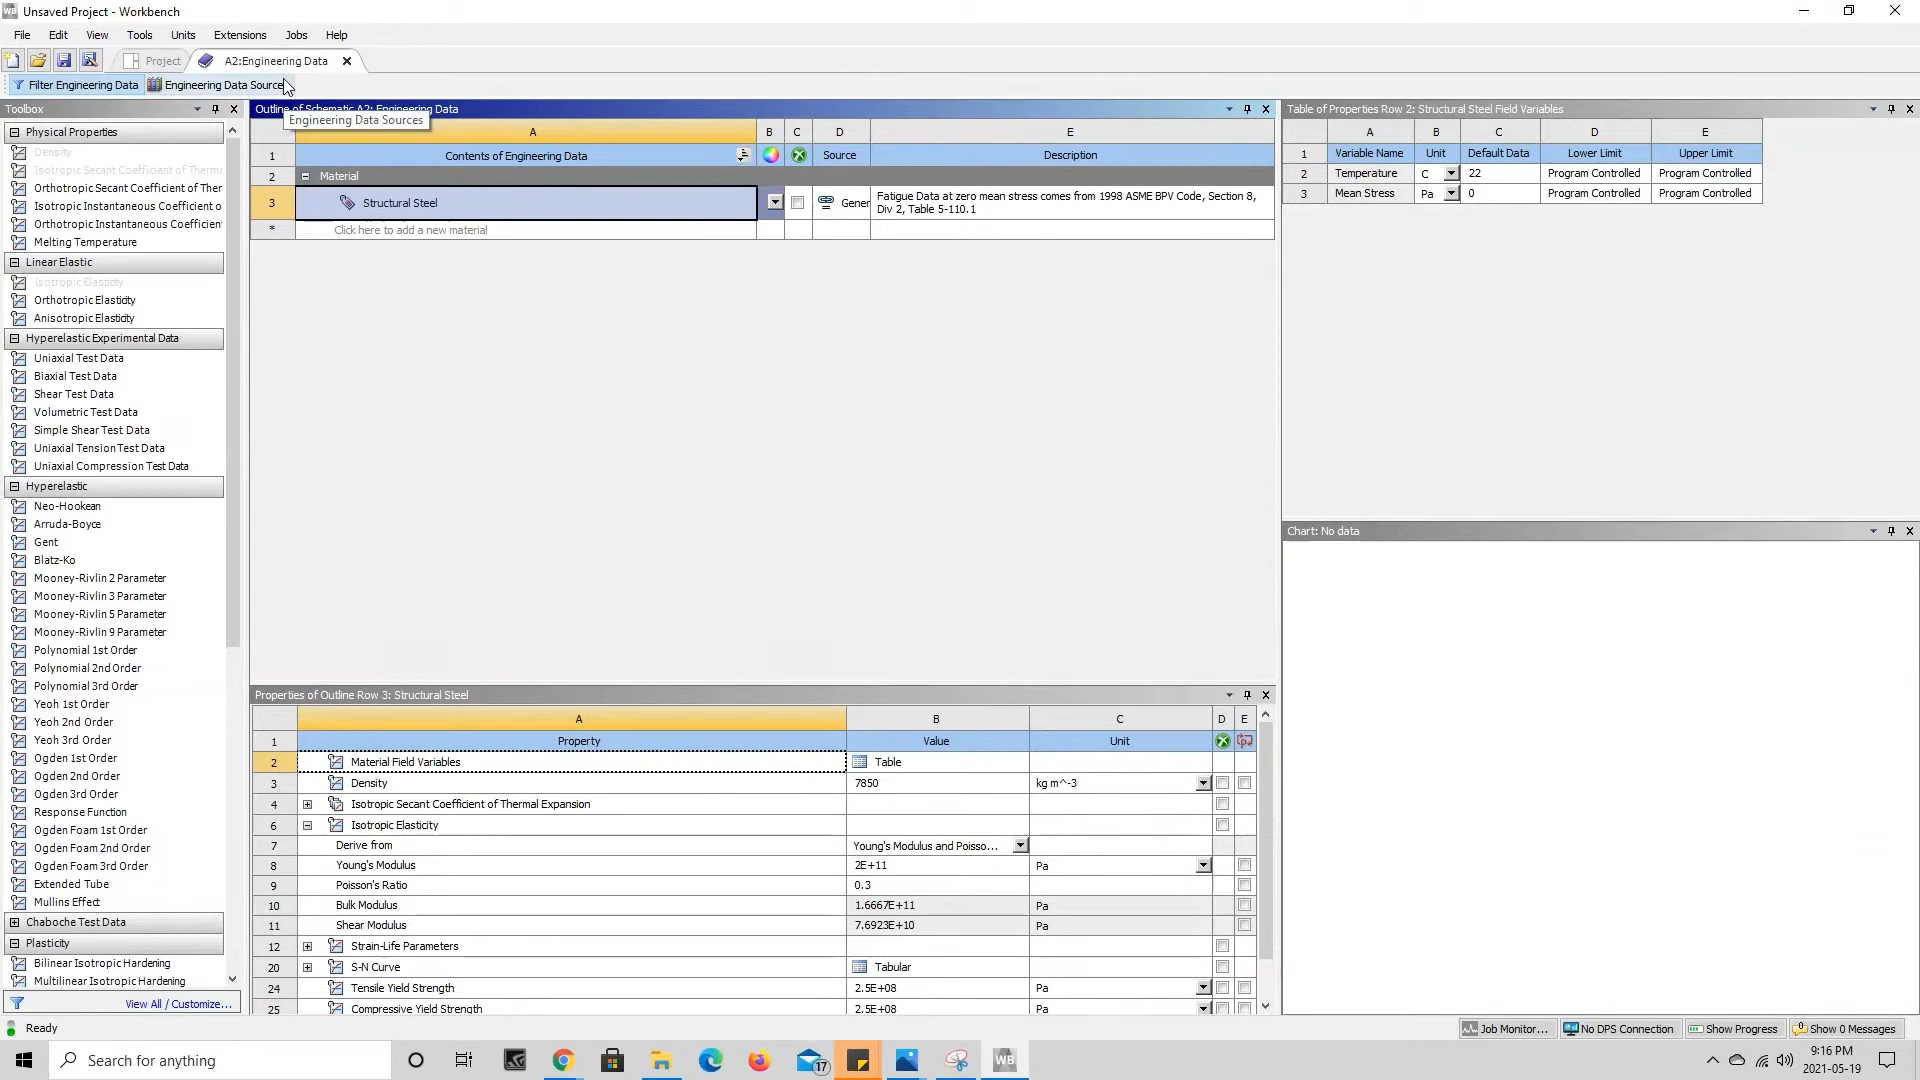 Unsaved Project - Workbench
File Edit View Tools Units Extensions Jobs Help
Project A2:Engineering Data
Filter Engineering Data Engineering Data Source
Engineering Data Sources
Toolbox
Physical Properties
Density
Isotropic Secant Coefficient of Therma
Orthotropic Secant Coefficient of Ther
Isotropic Instantaneous Coefficient o
Orthotropic Instantaneous Coefficien
Melting Temperature
Linear Elastic
Isotropic Elasticity
Orthotropic Elasticity
Anisotropic Elasticity
Hyperelastic Experimental Data
Uniaxial Test Data
Biaxial Test Data
Shear Test Data
Volumetric Test Data
Simple Shear Test Data
Uniaxial Tension Test Data
Uniaxial Compression Test Data
Hyperelastic
Neo-Hookean
Arruda-Boyce
Gent
Blatz-Ko
Mooney-Rivlin 2 Parameter
Mooney-Rivlin 3 Parameter
Mooney-Rivlin 5 Parameter
Mooney-Rivlin 9 Parameter
Polynomial 1st Order
Polynomial 2nd Order
Polynomial 3rd Order
Yeoh 1st Order
Yeoh 2nd Order
Yeoh 3rd Order
Ogden 1st Order
Ogden 2nd Order
Ogden 3rd Order
Response Function
Ogden Foam 1st Order
Ogden Foam 2nd Order
Ogden Foam 3rd Order
Extended Tube
Mullins Effect
Chaboche Test Data
Plasticity
Bilinear Isotropic Hardening
Multilinear Isotropic Hardening
View All / Customize...
Outline of Schematic A2: Engineering Data
A B C D E
1 Contents of Engineering Data Source Description
2 Material
3 Structural Steel Gener Fatigue Data at zero mean stress comes from 1998 ASME BPV Code, Section 8,
Div 2, Table 5-110.1
* Click here to add a new material
Properties of Outline Row 3: Structural Steel
A B C D E
1 Property Value Unit
2 Material Field Variables Table
3 Density 7850 kg m^-3
4 Isotropic Secant Coefficient of Thermal Expansion
6 Isotropic Elasticity
7 Derive from Young's Modulus and Poisso...
8 Young's Modulus 2E+11 Pa
9 Poisson's Ratio 0.3
10 Bulk Modulus 1.6667E+11 Pa
11 Shear Modulus 7.6923E+10 Pa
12 Strain-Life Parameters
20 S-N Curve Tabular
24 Tensile Yield Strength 2.5E+08 Pa
25 Compressive Yield Strength 2.5E+08 Pa
Table of Properties Row 2: Structural Steel Field Variables
A B C D E
1 Variable Name Unit Default Data Lower Limit Upper Limit
2 Temperature C 22 Program Controlled Program Controlled
3 Mean Stress Pa 0 Program Controlled Program Controlled
Chart: No data
Ready
Job Monitor... No DPS Connection Show Progress Show 0 Messages
Search for anything
17
WB
9:16 PM
2021-05-19